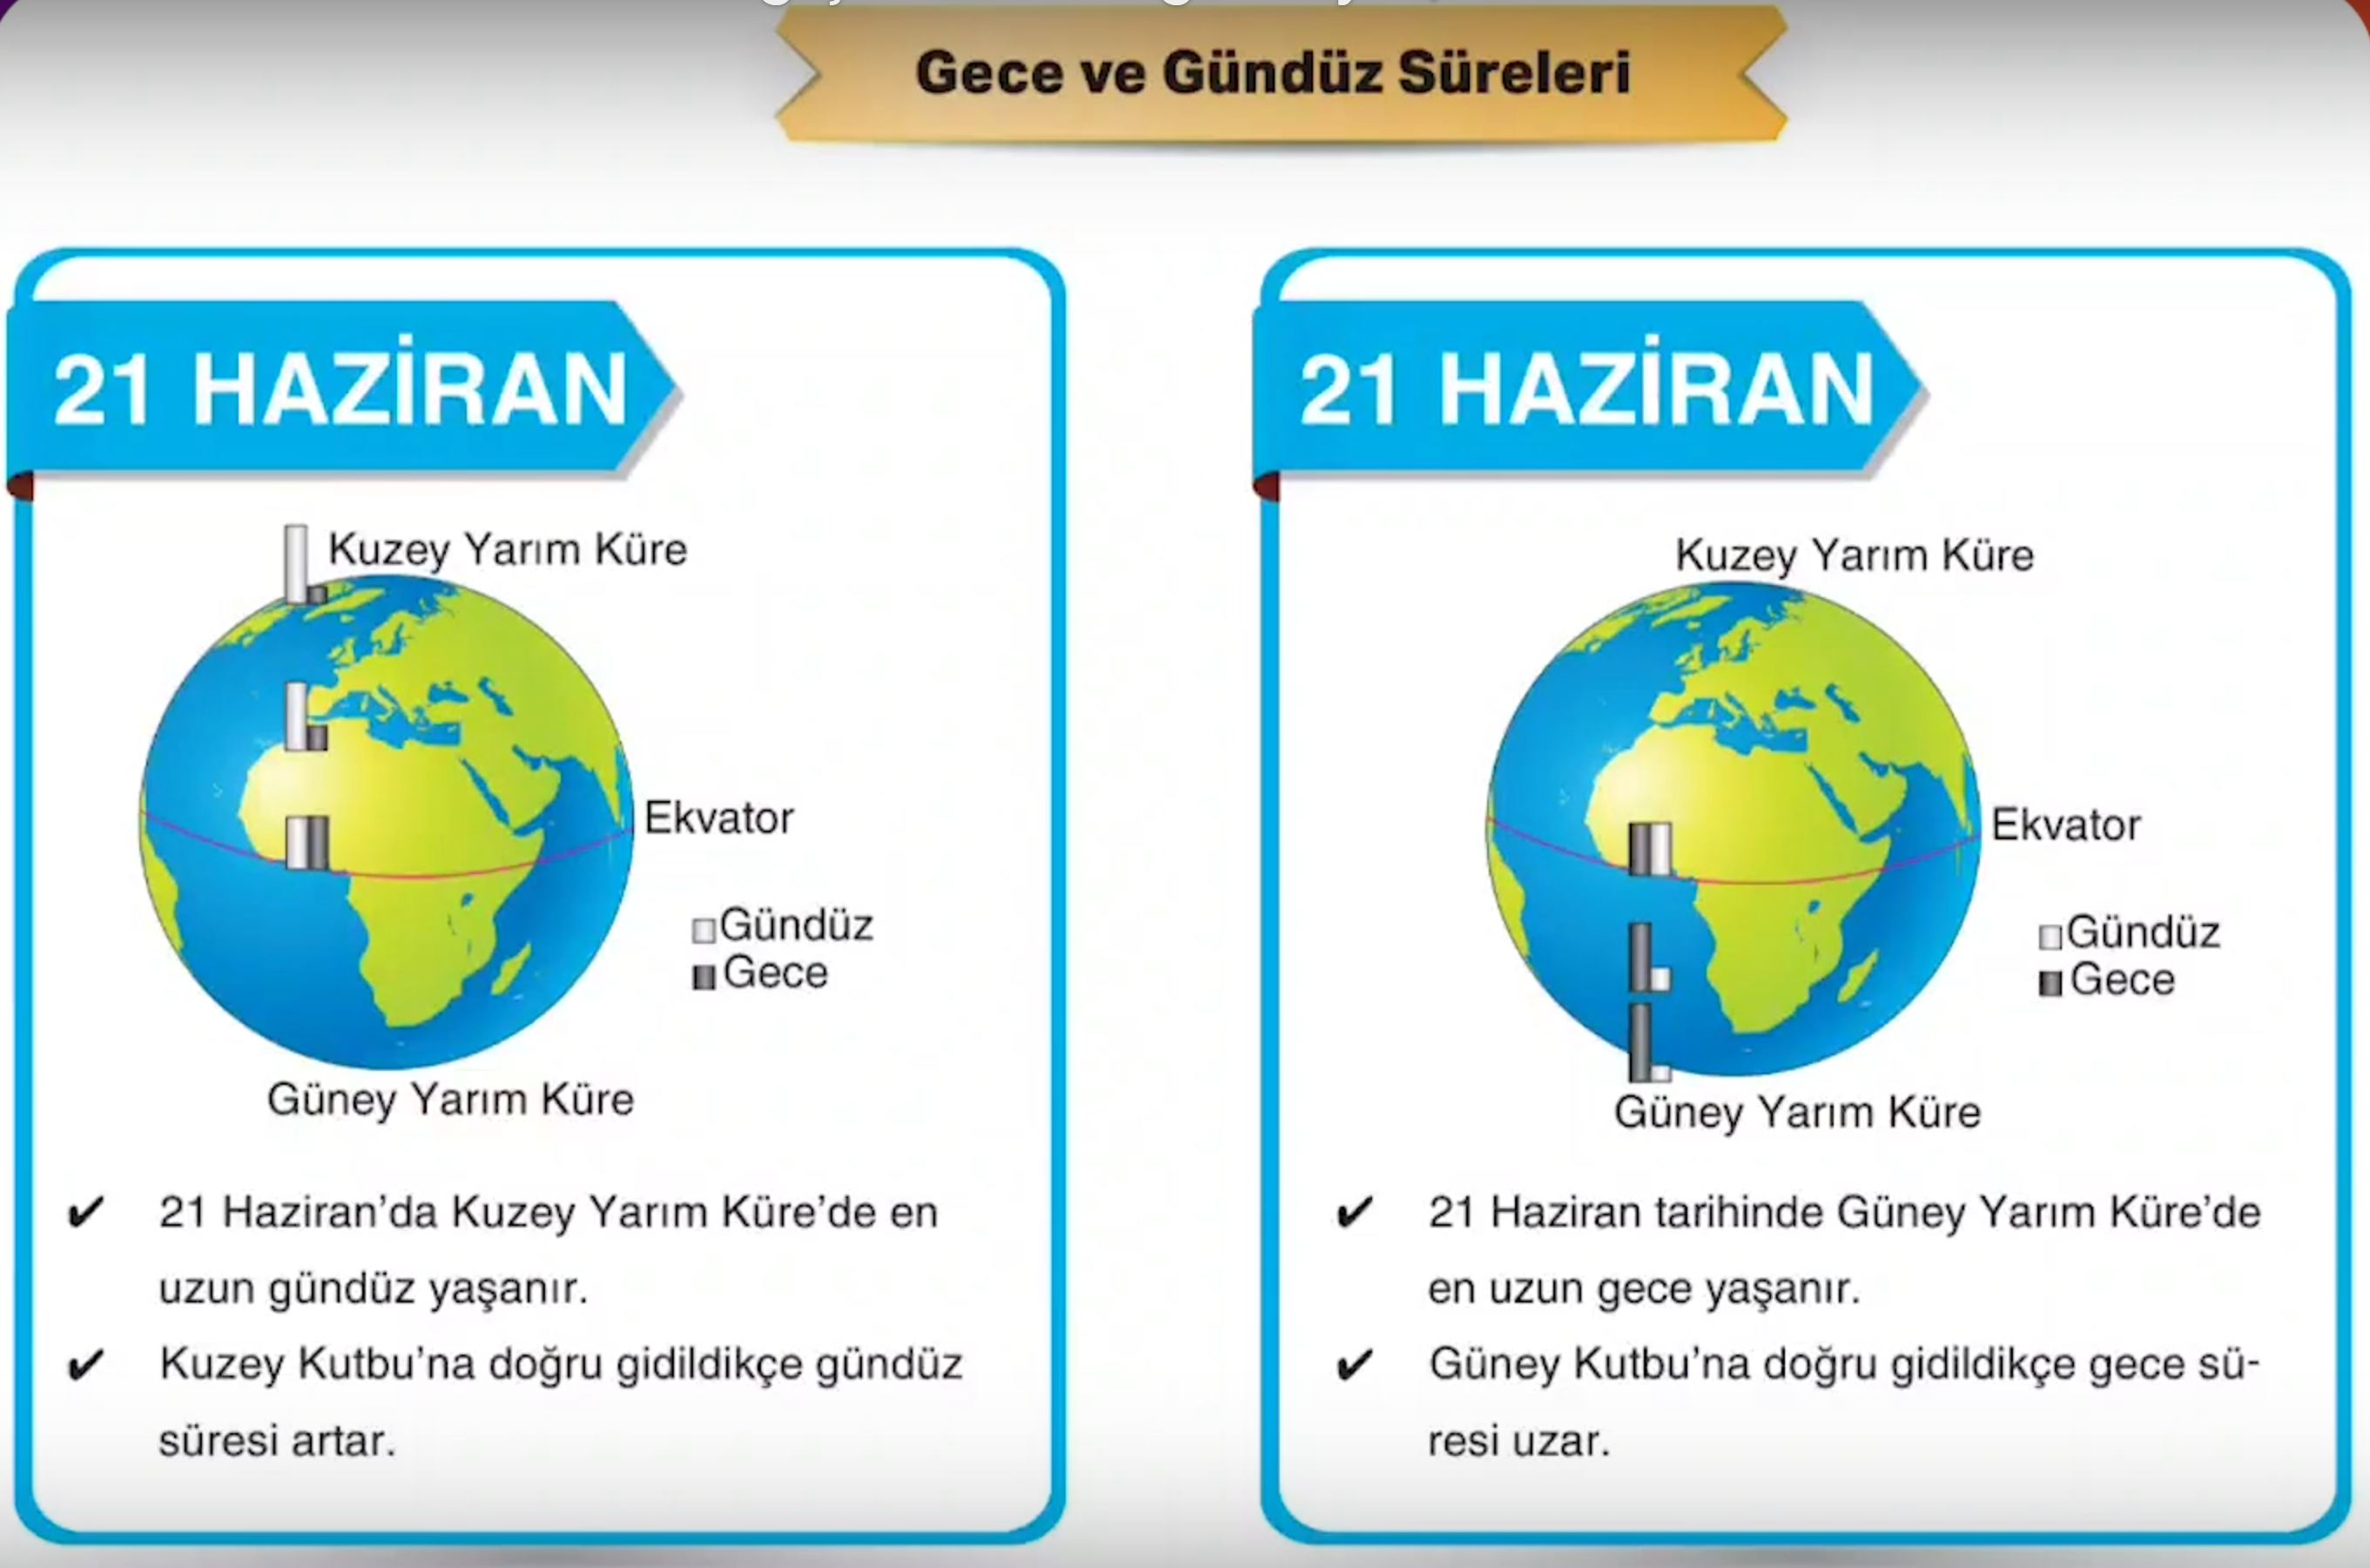 Gece ve Gündüz Süreleri
21 HAZİRAN
Kuzey Yarım Küre
Ekvator
Gündüz
Gece
Güney Yarım Küre
21 Haziran'da Kuzey Yarım Küre'de en
uzun gündüz yaşanır.
Kuzey Kutbu'na doğru gidildikçe gündüz
süresi artar.
21 HAZİRAN
Kuzey Yarım Küre
Ekvator
Gündüz
Gece
Güney Yarım Küre
21 Haziran tarihinde Güney Yarım Küre'de
en uzun gece yaşanır.
Güney Kutbu'na doğru gidildikçe gece sü-
resi uzar.